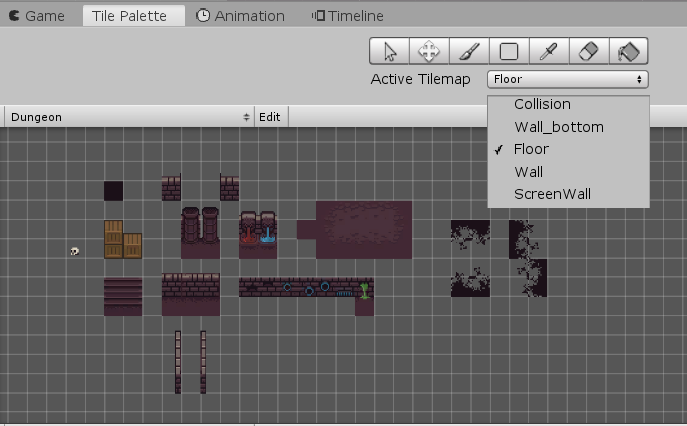 Game Tile Palette Animation Timeline
Active Tilemap Floor
Collision
Dungeon Edit
Wall_bottom
Floor
Wall
ScreenWall